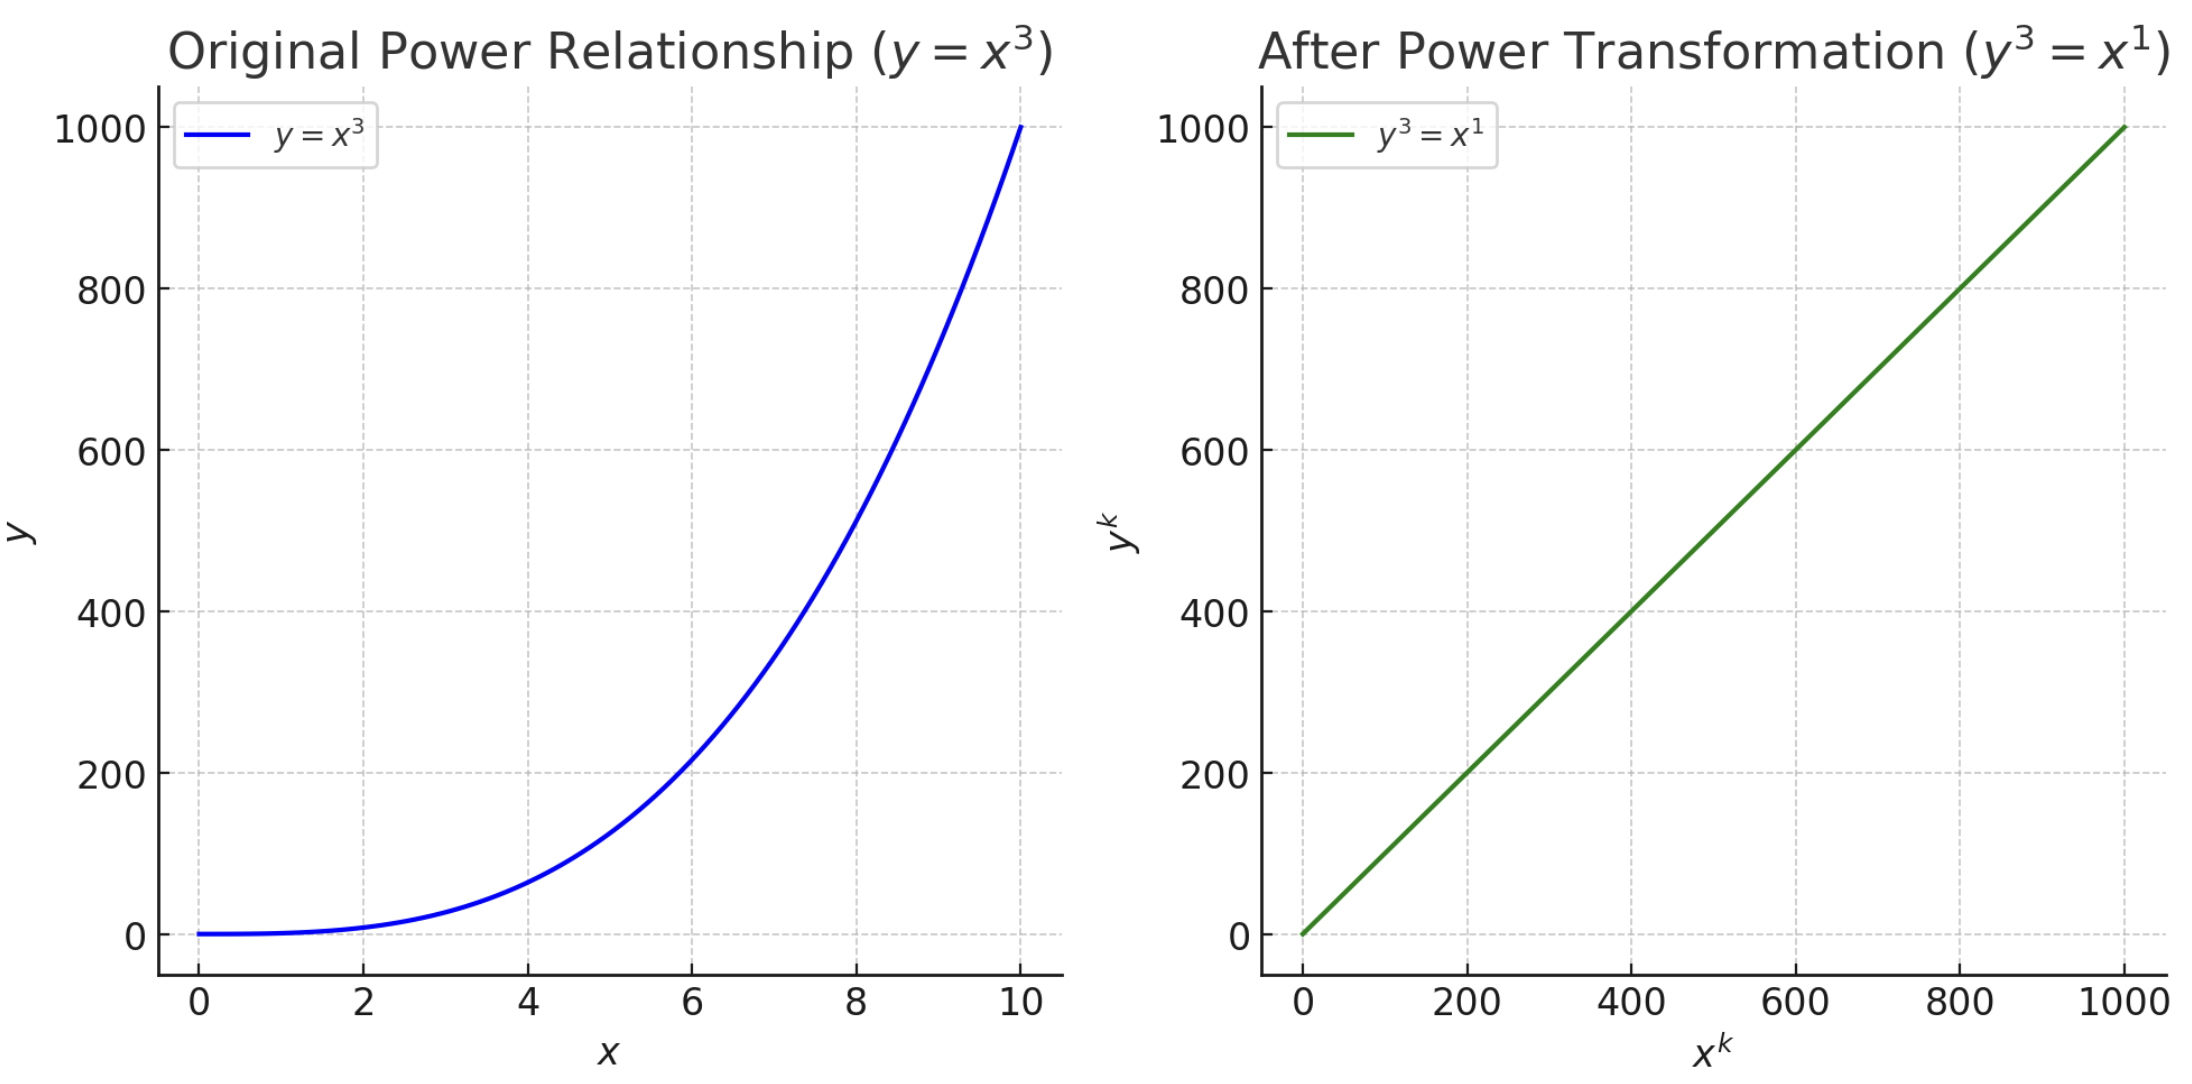 Original Power Relationship (y = x³)
y = x³
1000
800
600
400
200
0
y
0 2 4 6 8 10
x
After Power Transformation (y³ = x¹)
y³ = x¹
1000
800
600
400
200
0
yᵏ
0 200 400 600 800 1000
xᵏ